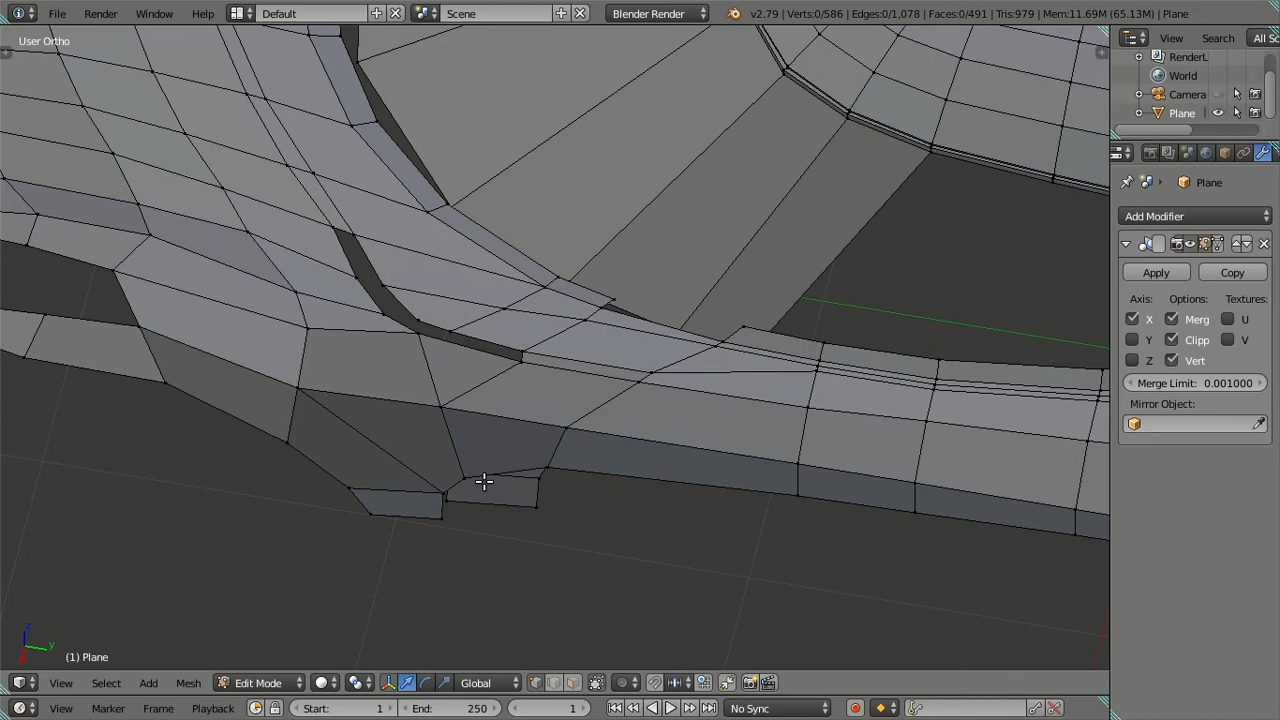 File Render Window Help Default Scene Blender Render v2.79 | Verts:0/586 | Edges:0/1,078 | Faces:0/491 | Tris:979 | Mem:11.69M (65.13M) | Plane
User Ortho
View Search All Sc
RenderL
World
Camera
Plane
Plane
Add Modifier
Apply Copy
Axis: Options: Textures:
X Merg U
Y Clipp V
Z Vert
Merge Limit: 0.001000
Mirror Object:
z
y
(1) Plane
View Select Add Mesh Edit Mode Global
View Marker Frame Playback Start: 1 End: 250 1 No Sync